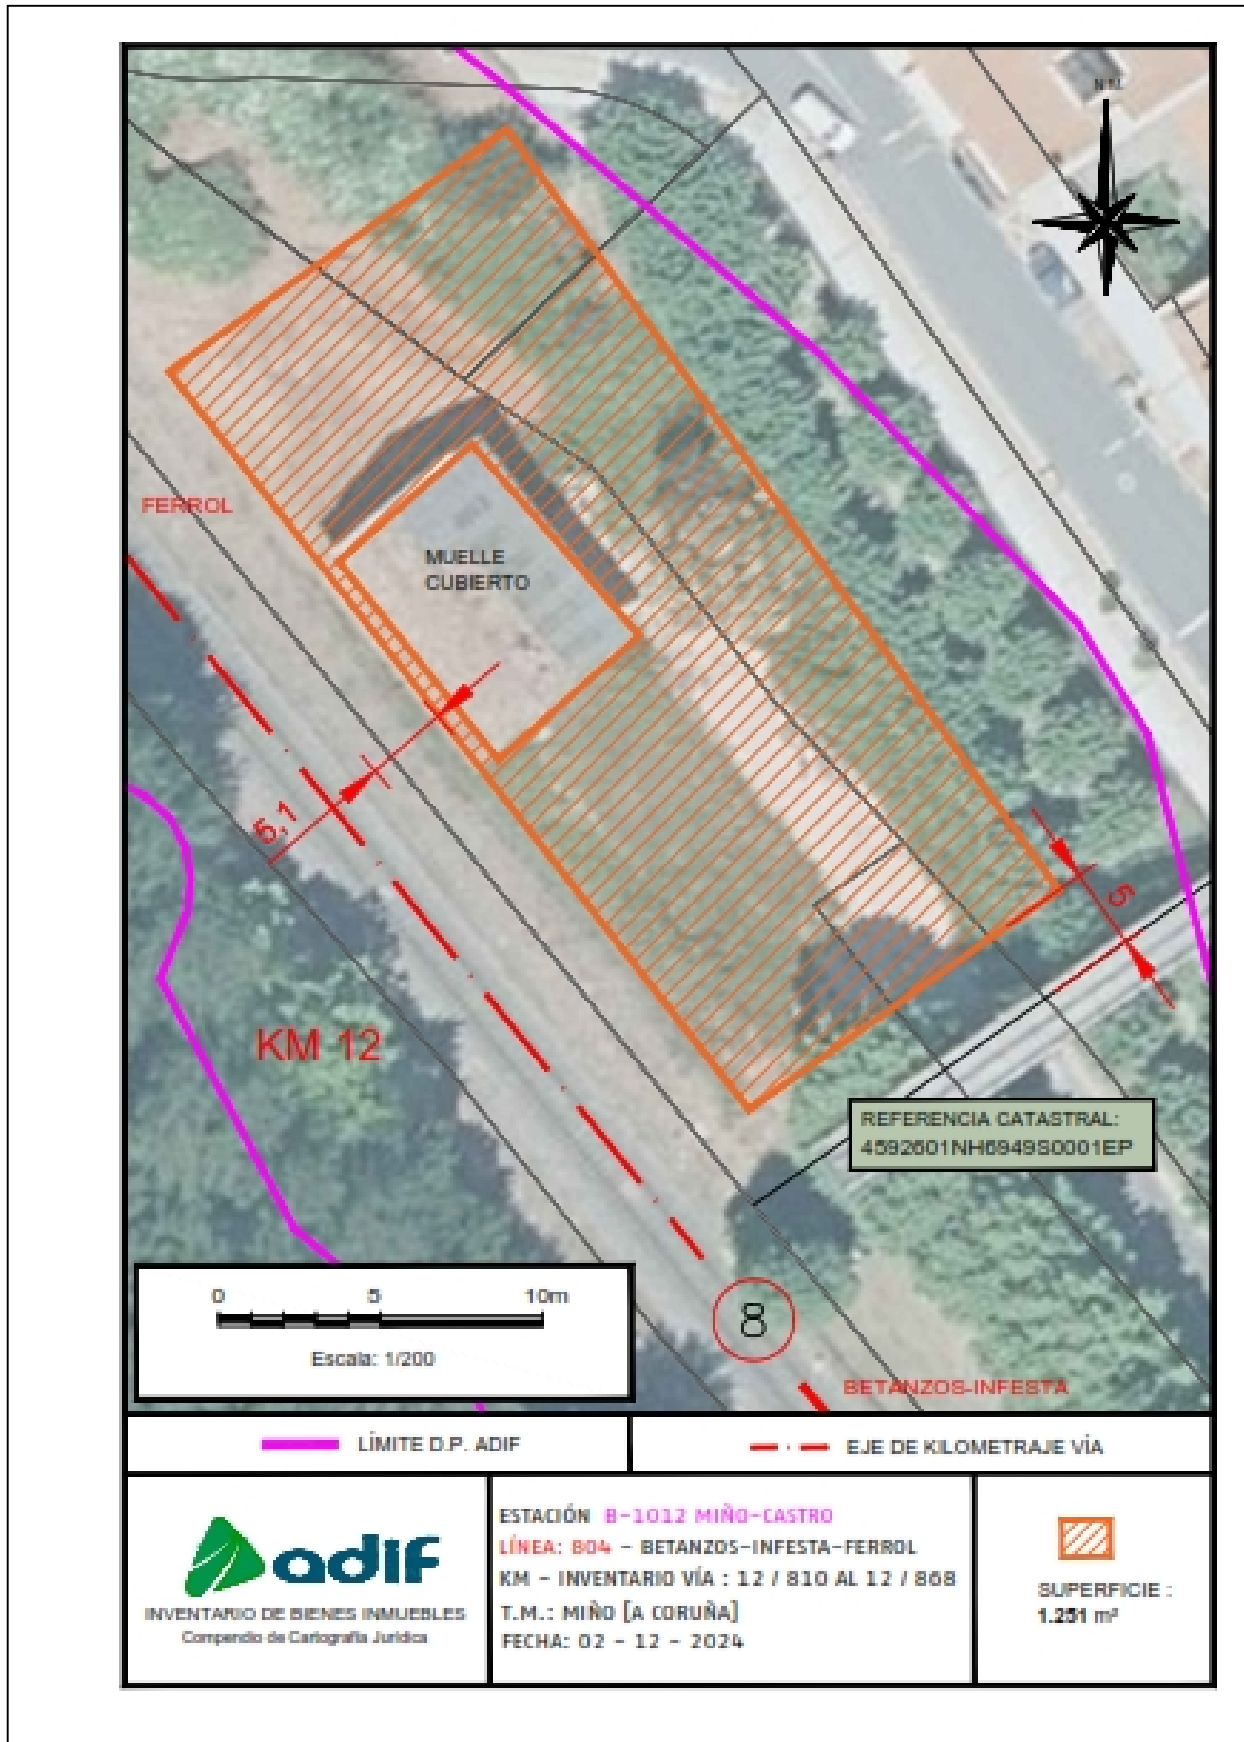 N.M.
FERROL
MUELLE
CUBIERTO
6,1
5
KM 12
REFERENCIA CATASTRAL:
4592601NH6949S0001EP
0 5 10m
Escala: 1/200
8
BETANZOS-INFESTA
LÍMITE D.P. ADIF
EJE DE KILOMETRAJE VÍA
adif
INVENTARIO DE BIENES INMUEBLES
Compendio de Cartografía Jurídica
ESTACIÓN B-1012 MIÑO-CASTRO
LÍNEA: 804 - BETANZOS-INFESTA-FERROL
KM - INVENTARIO VÍA : 12 / 810 AL 12 / 868
T.M.: MIÑO [A CORUÑA]
FECHA: 02 - 12 - 2024
SUPERFICIE :
1.251 m²